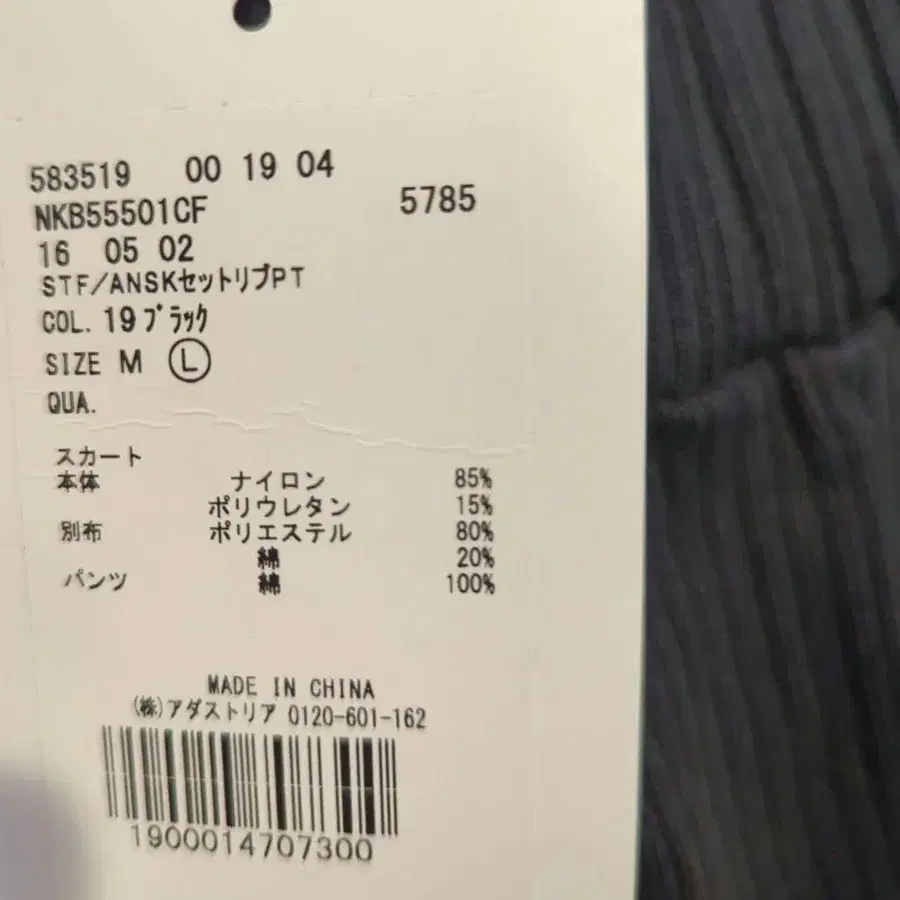 583519 00 19 04
NKB55501CF 5785
16 05 02
STF/ANSKセットリブPT
COL. 19 ブラック
SIZE M Ⓛ
QUA.
スカート
本体 ナイロン 85%
ポリウレタン 15%
別布 ポリエステル 80%
綿 20%
パンツ 綿 100%
MADE IN CHINA
(株)アダストリア 0120-601-162
1900014707300